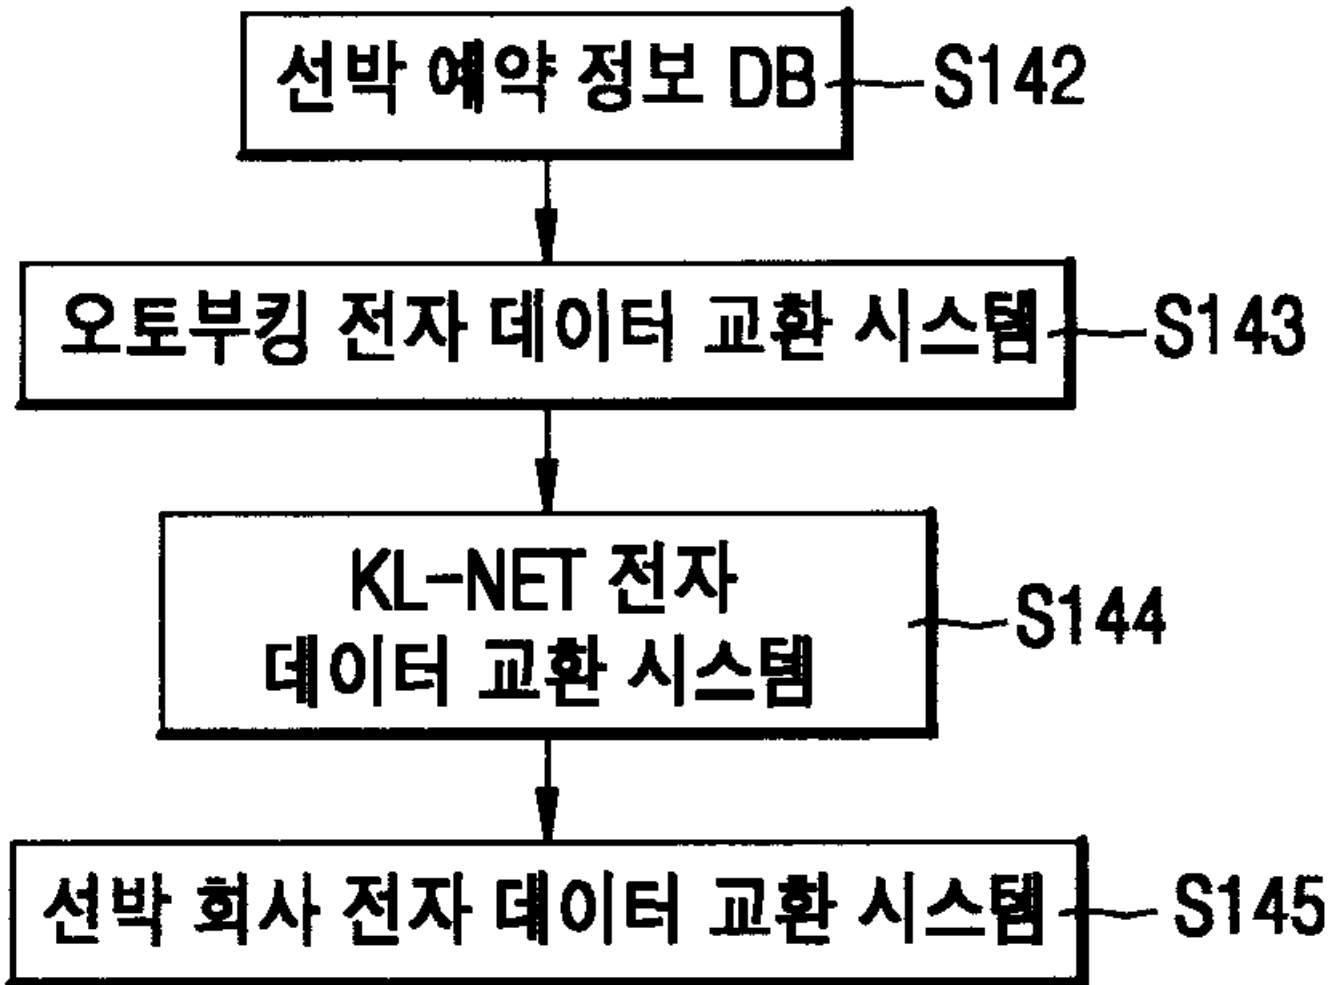 선박 예약 정보 DB S142
오토부킹 전자 데이터 교환 시스템 S143
KL-NET 전자
데이터 교환 시스템
S144
선박 회사 전자 데이터 교환 시스템 S145